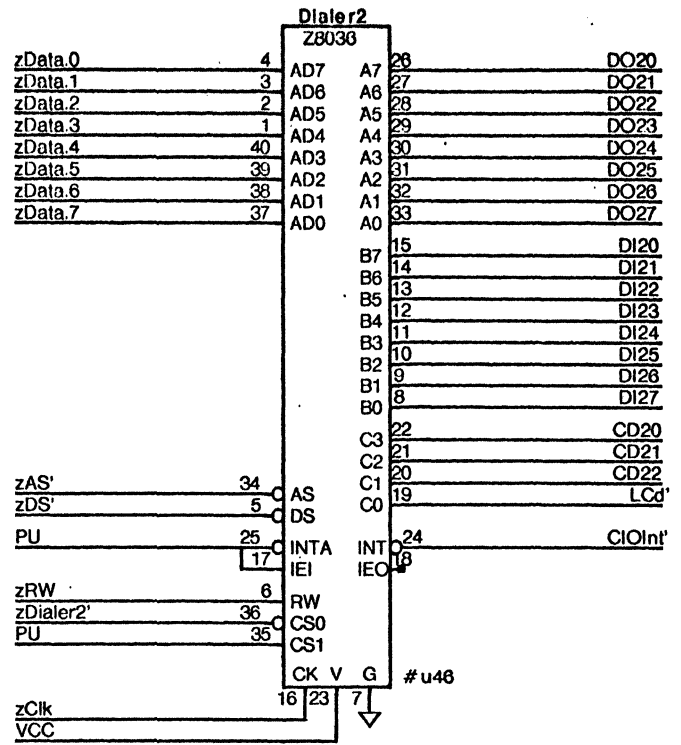 Dialer2
Z8036
zData.0 4 AD7 A7 26 DO20
zData.1 3 AD6 A6 27 DO21
zData.2 2 AD5 A5 28 DO22
zData.3 1 AD4 A4 29 DO23
zData.4 40 AD3 A3 30 DO24
zData.5 39 AD2 A2 31 DO25
zData.6 38 AD1 A1 32 DO26
zData.7 37 AD0 A0 33 DO27
B7 15 DI20
B6 14 DI21
B5 13 DI22
B4 12 DI23
B3 11 DI24
B2 10 DI25
B1 9 DI26
B0 8 DI27
C3 22 CD20
C2 21 CD21
C1 20 CD22
C0 19 LCd'
zAS' 34 AS
zDS' 5 DS
PU 25 INTA INT 24 CIOInt'
17 IEI IEO 18
zRW 6 RW
zDialer2' 36 CS0
PU 35 CS1
CK V G #u46
16 23 7
zClk
VCC